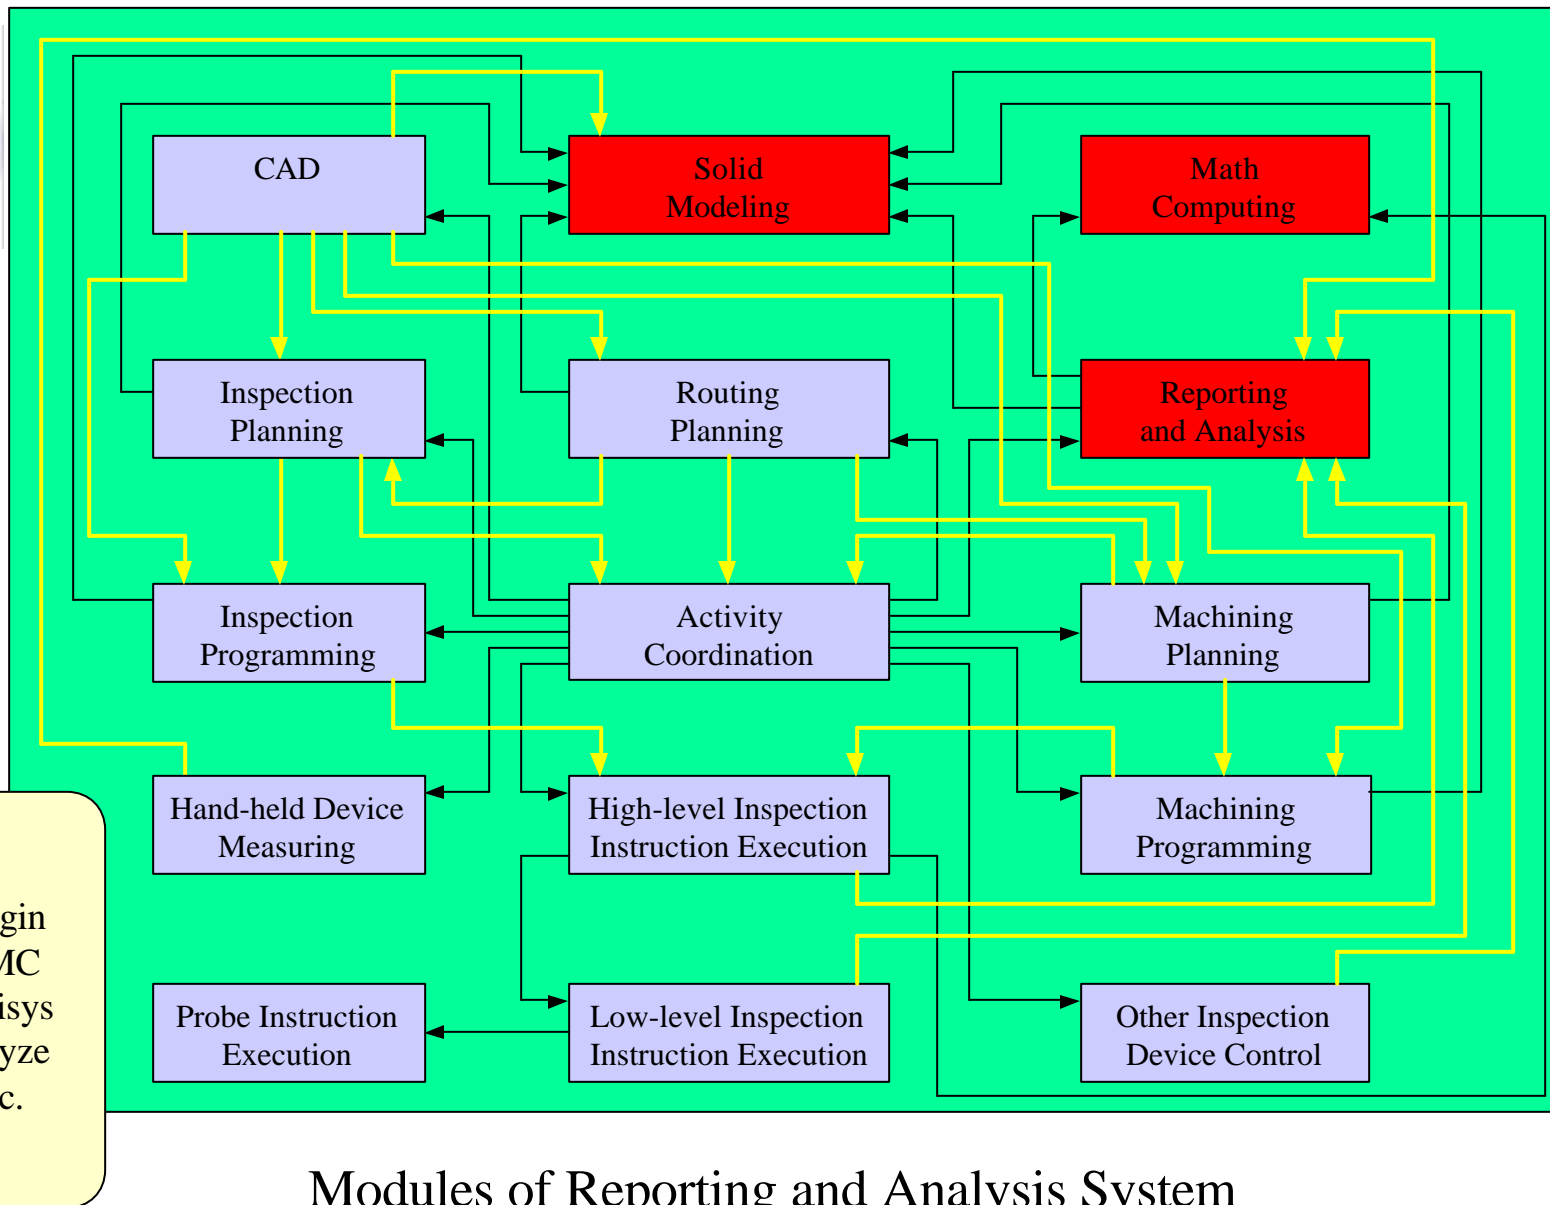 CAD
Solid
Modeling
Math
Computing
Inspection
Planning
Routing
Planning
Reporting
and Analysis
Inspection
Programming
Activity
Coordination
Machining
Planning
Hand-held Device
Measuring
High-level Inspection
Instruction Execution
Machining
Programming
Probe Instruction
Execution
Low-level Inspection
Instruction Execution
Other Inspection
Device Control
Modules of Reporting and Analysis System